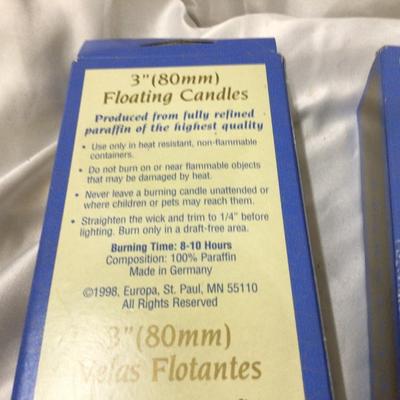 3"(80mm)
Floating Candles
Produced from fully refined
paraffin of the highest quality
• Use only in heat resistant, non-flammable
containers.
• Do not burn on or near flammable objects
that may be damaged by heat.
• Never leave a burning candle unattended or
where children or pets may reach them.
• Straighten the wick and trim to 1/4" before
lighting. Burn only in a draft-free area.
Burning Time: 8-10 Hours
Composition: 100% Paraffin
Made in Germany
©1998, Europa, St. Paul, MN 55110
All Rights Reserved
3"(80mm)
Velas Flotantes